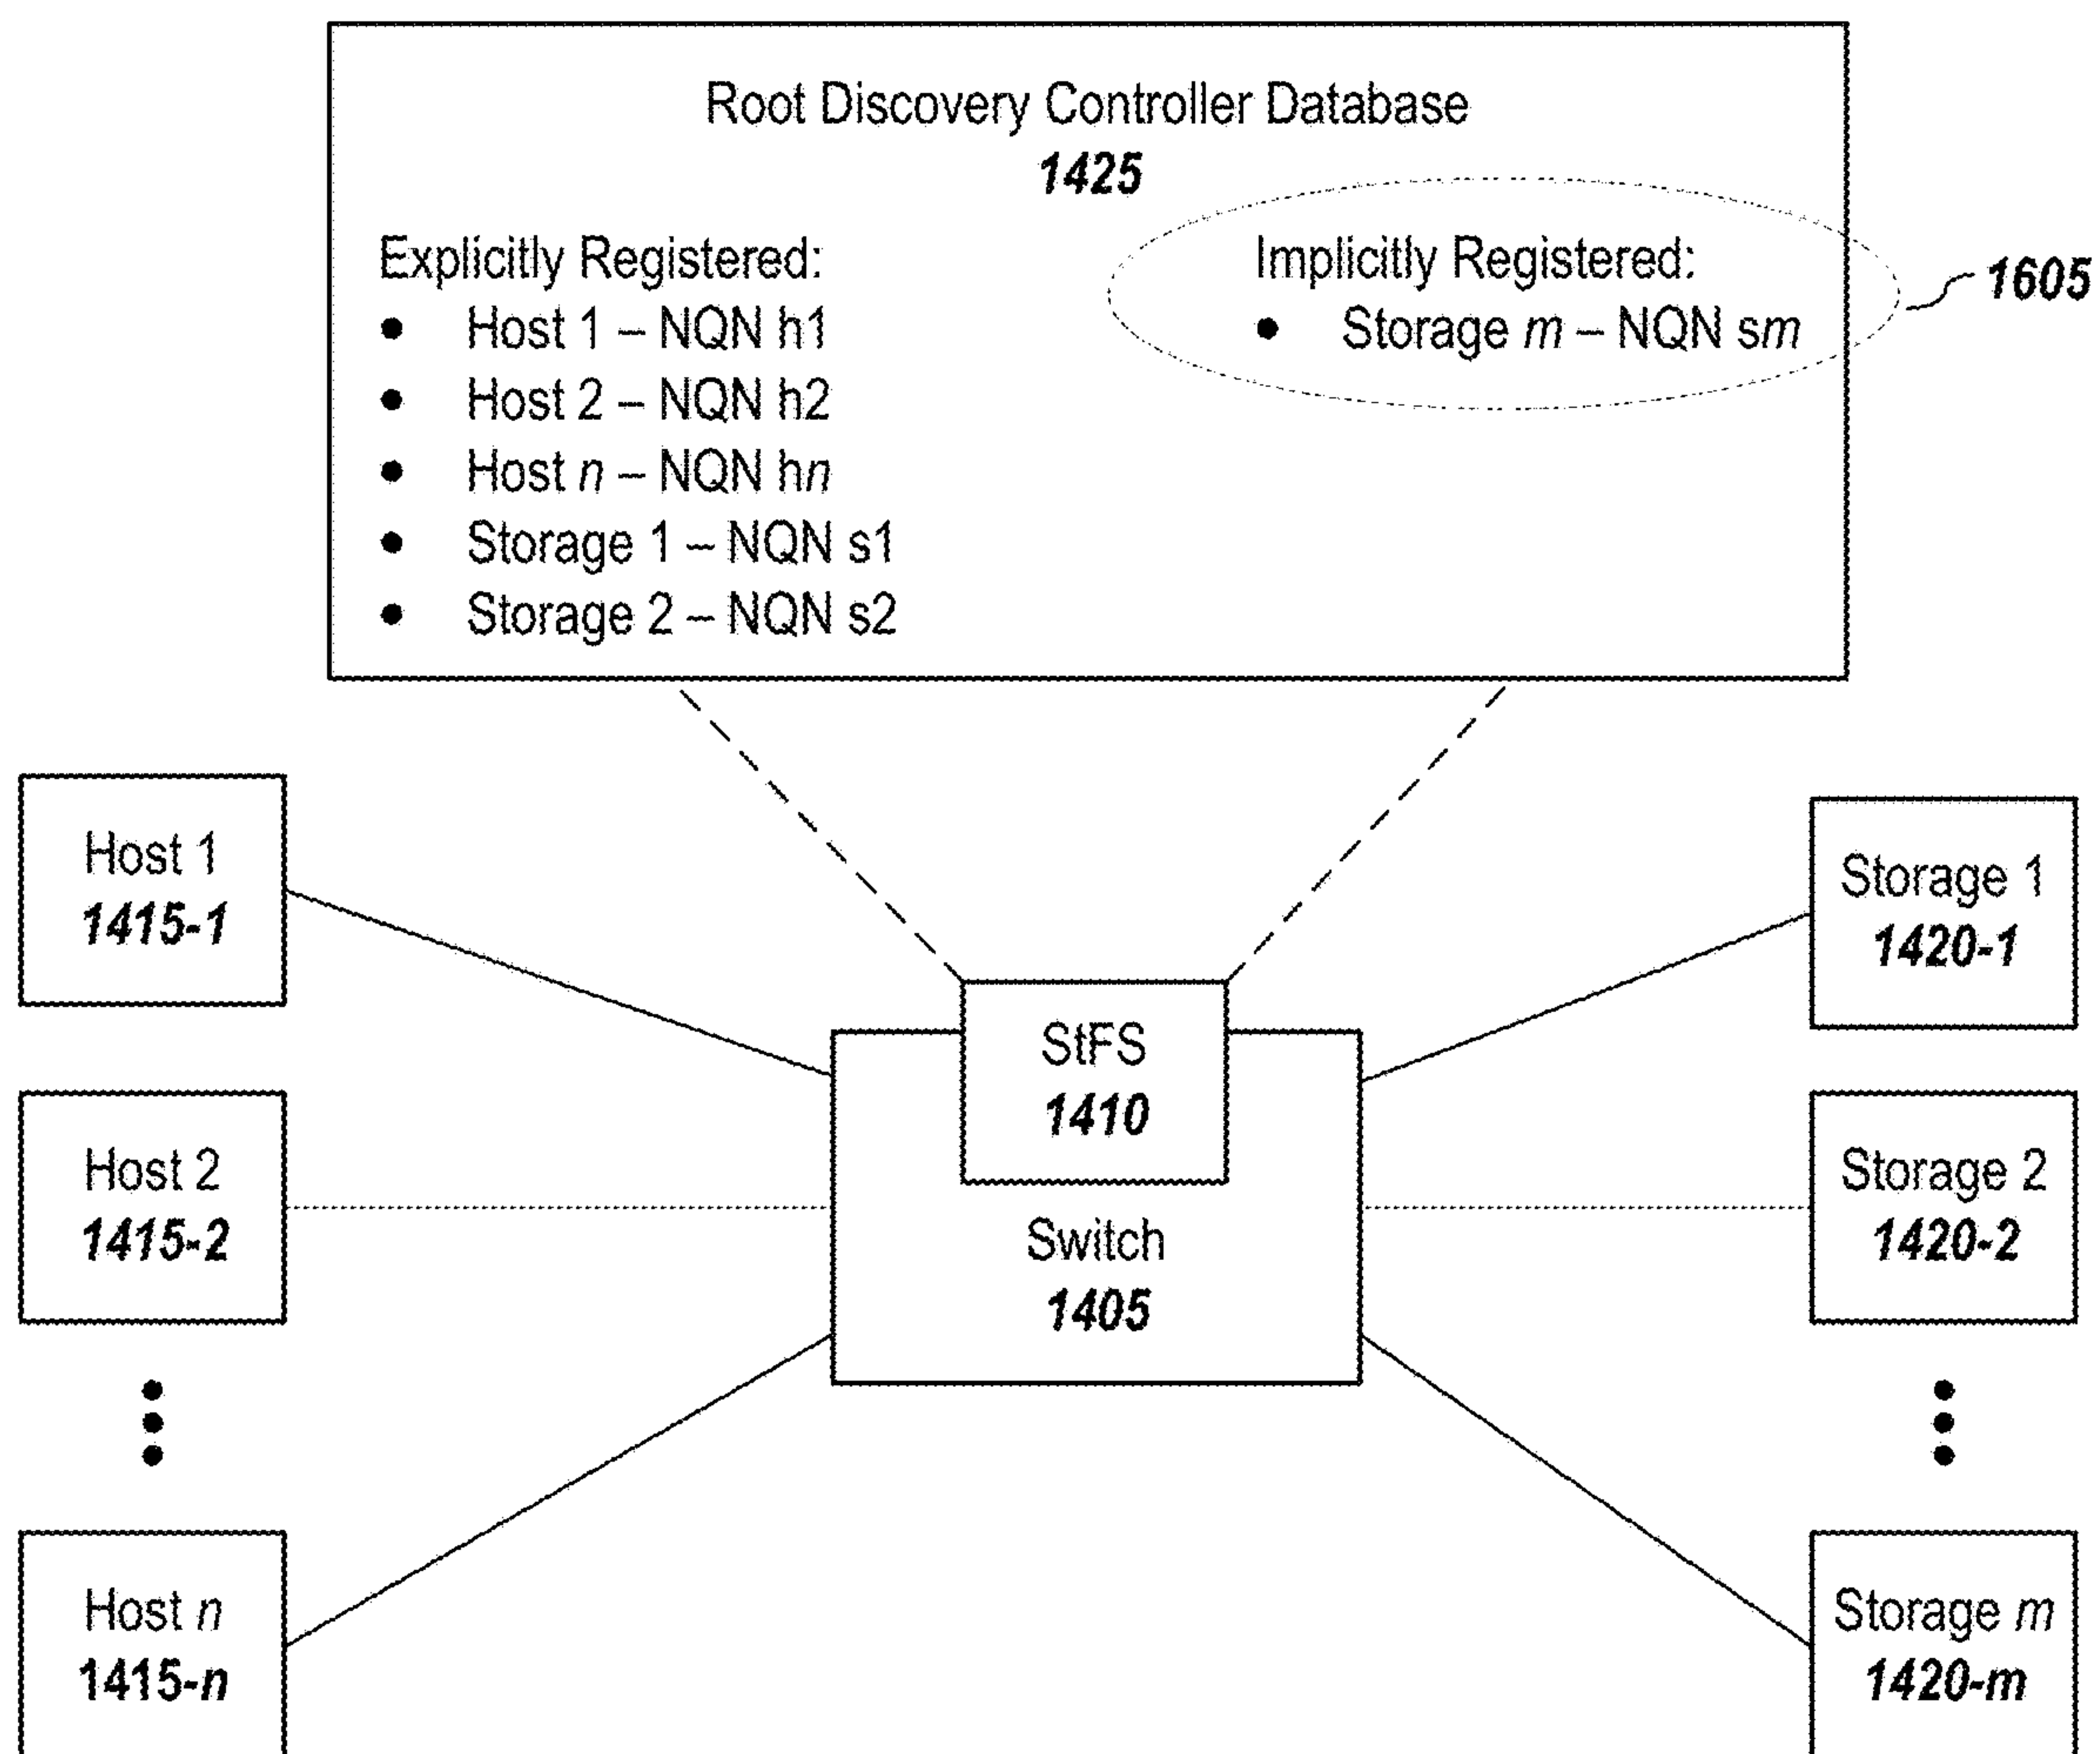 Root Discovery Controller Database
1425
Explicitly Registered:
• Host 1 – NQN h1
• Host 2 – NQN h2
• Host n – NQN hn
• Storage 1 – NQN s1
• Storage 2 – NQN s2
Implicitly Registered:
• Storage m – NQN sm
1605
Host 1
1415-1
Storage 1
1420-1
StFS
1410
Host 2
1415-2
Switch
1405
Storage 2
1420-2
Host n
1415-n
Storage m
1420-m